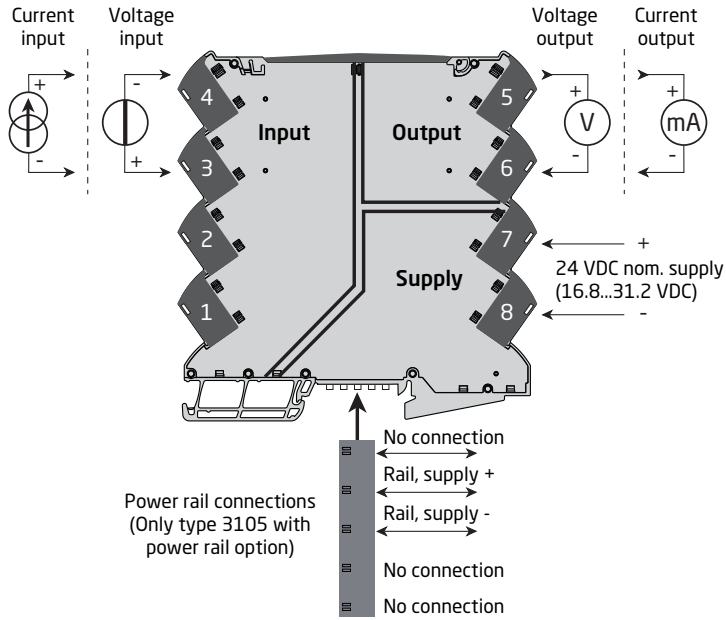 Current
input
Voltage
input
Voltage
output
Current
output
+
-
-
+
4
3
2
1
Input
Output
Supply
5
6
7
8
+
V
-
+
mA
-
+
24 VDC nom. supply
(16.8...31.2 VDC)
-
Power rail connections
(Only type 3105 with
power rail option)
No connection
Rail, supply +
Rail, supply -
No connection
No connection